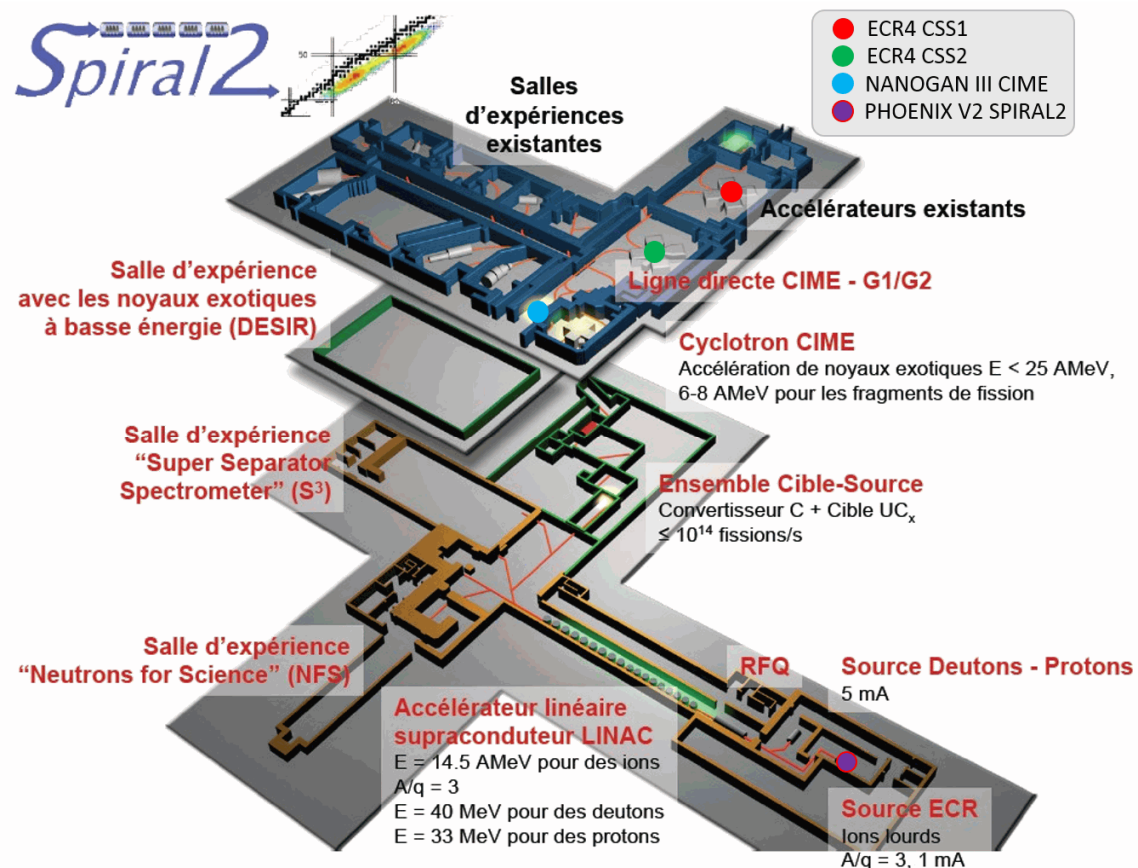 Spiral2
50
ECR4 CSS1
ECR4 CSS2
NANOGAN III CIME
PHOENIX V2 SPIRAL2
Salles
d’expériences
existantes
Accélérateurs existants
Salle d’expérience
avec les noyaux exotiques
à basse énergie (DESIR)
Ligne directe CIME - G1/G2
Cyclotron CIME
Accélération de noyaux exotiques E < 25 AMeV,
6-8 AMeV pour les fragments de fission
Salle d’expérience
“Super Separator
Spectrometer” (S³)
Ensemble Cible-Source
Convertisseur C + Cible UCₓ
≤ 10¹⁴ fissions/s
Salle d’expérience
“Neutrons for Science” (NFS)
RFQ
Source Deutons - Protons
5 mA
Accélérateur linéaire
supraconduteur LINAC
E = 14.5 AMeV pour des ions
A/q = 3
E = 40 MeV pour des deutons
E = 33 MeV pour des protons
Source ECR
Ions lourds
A/q = 3, 1 mA